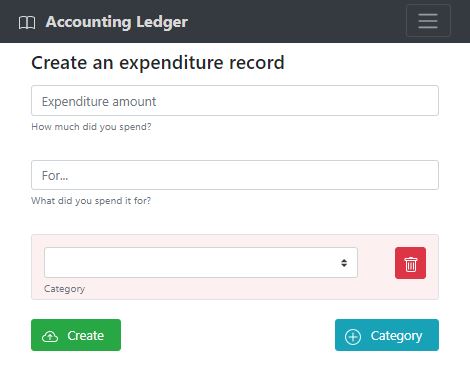 Accounting Ledger
Create an expenditure record
Expenditure amount
How much did you spend?
For...
What did you spend it for?
Category
Create
Category